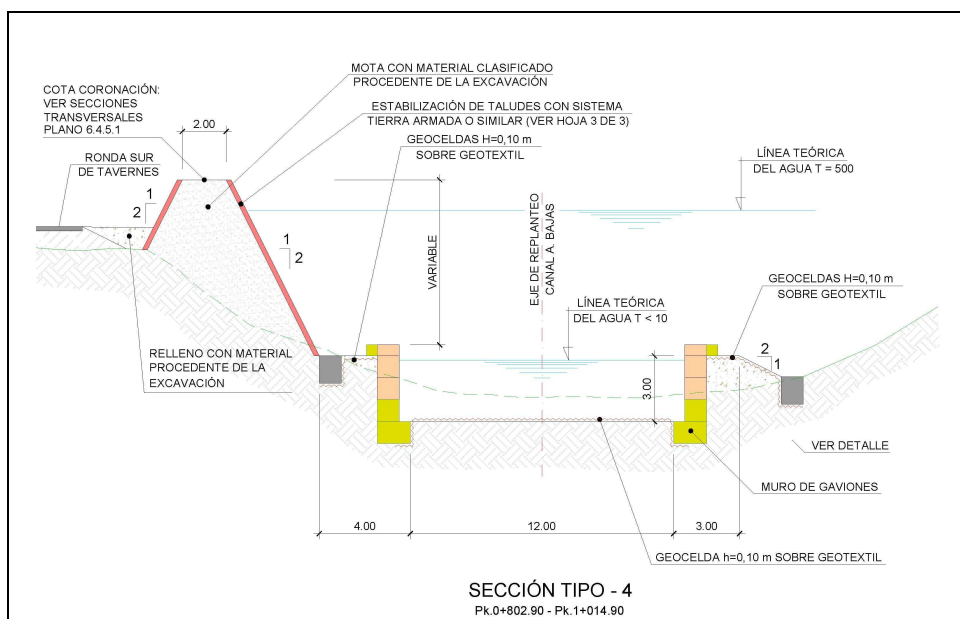 MOTA CON MATERIAL CLASIFICADO
PROCEDENTE DE LA EXCAVACIÓN
COTA CORONACIÓN:
VER SECCIONES
TRANSVERSALES
PLANO 6.4.5.1
ESTABILIZACIÓN DE TALUDES CON SISTEMA
TIERRA ARMADA O SIMILAR (VER HOJA 3 DE 3)
2.00
GEOCELDAS H=0,10 m
SOBRE GEOTEXTIL
RONDA SUR
DE TAVERNES
LÍNEA TEÓRICA
DEL AGUA T = 500
1
2
1
2
VARIABLE
EJE DE REPLANTEO
CANAL A. BAJAS
GEOCELDAS H=0,10 m
SOBRE GEOTEXTIL
LÍNEA TEÓRICA
DEL AGUA T < 10
RELLENO CON MATERIAL
PROCEDENTE DE LA
EXCAVACIÓN
2
1
3.00
VER DETALLE
MURO DE GAVIONES
4.00
12.00
3.00
GEOCELDA h=0,10 m SOBRE GEOTEXTIL
SECCIÓN TIPO - 4
Pk.0+802.90 - Pk.1+014.90